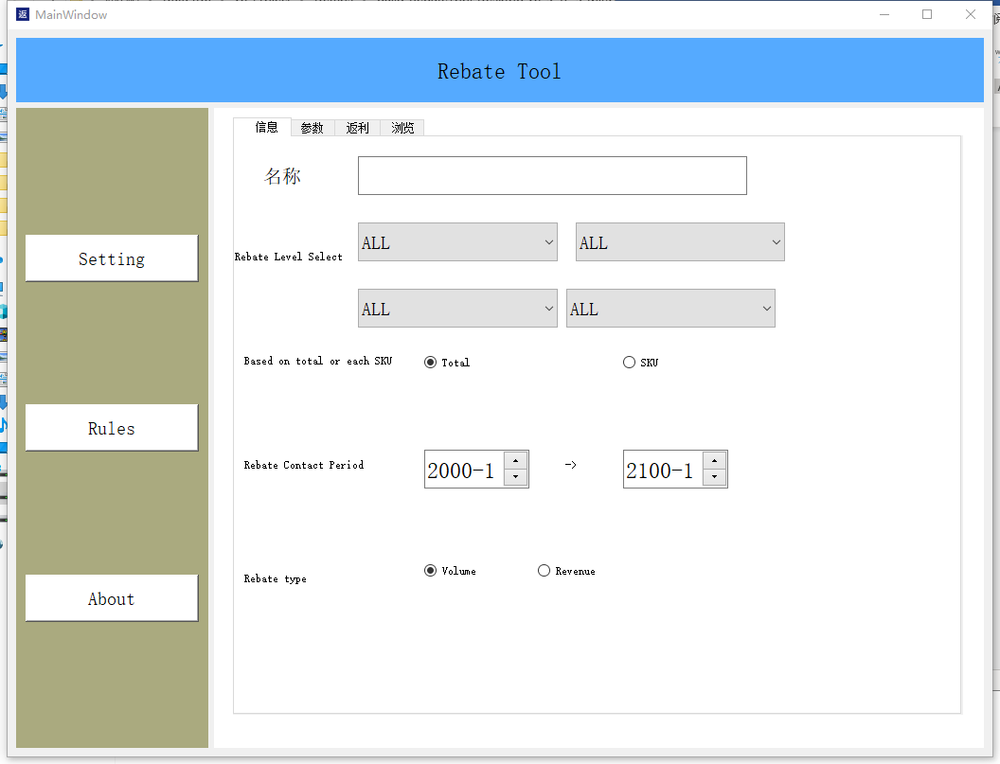 返 MainWindow
Rebate Tool
Setting
Rules
About
信息 参数 返利 浏览
名称
Rebate Level Select
ALL ALL
ALL ALL
Based on total or each SKU Total SKU
Rebate Contact Period 2000-1 -> 2100-1
Rebate type Volume Revenue